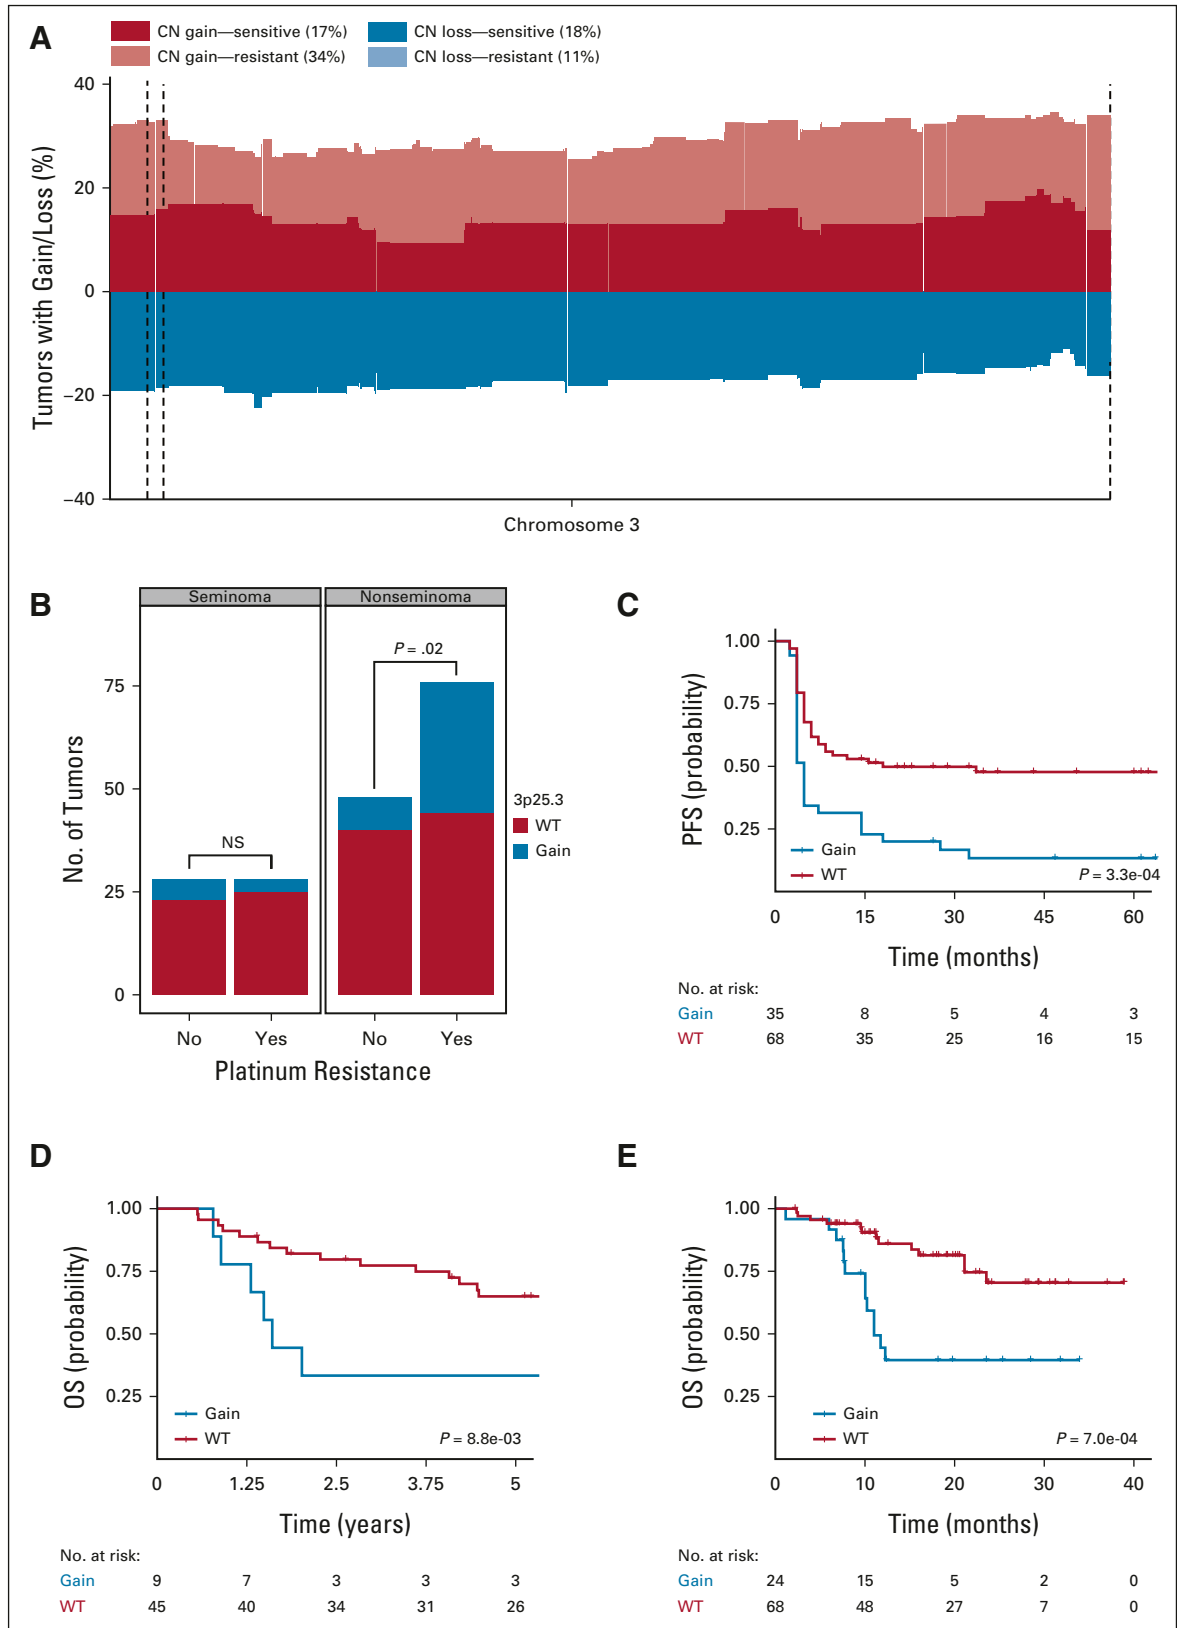 A
CN gain—sensitive (17%)
CN loss—sensitive (18%)
CN gain—resistant (34%)
CN loss—resistant (11%)
Tumors with Gain/Loss (%)
40
20
0
−20
−40
Chromosome 3
B
Seminoma
Nonseminoma
No. of Tumors
75
50
25
0
NS
P = .02
3p25.3
WT
Gain
No
Yes
No
Yes
Platinum Resistance
C
PFS (probability)
1.00
0.75
0.50
0.25
Gain
WT
P = 3.3e-04
0 15 30 45 60
Time (months)
No. at risk:
Gain 35 8 5 4 3
WT 68 35 25 16 15
D
OS (probability)
1.00
0.75
0.50
0.25
Gain
WT
P = 8.8e-03
0 1.25 2.5 3.75 5
Time (years)
No. at risk:
Gain 9 7 3 3 3
WT 45 40 34 31 26
E
OS (probability)
1.00
0.75
0.50
0.25
Gain
WT
P = 7.0e-04
0 10 20 30 40
Time (months)
No. at risk:
Gain 24 15 5 2 0
WT 68 48 27 7 0